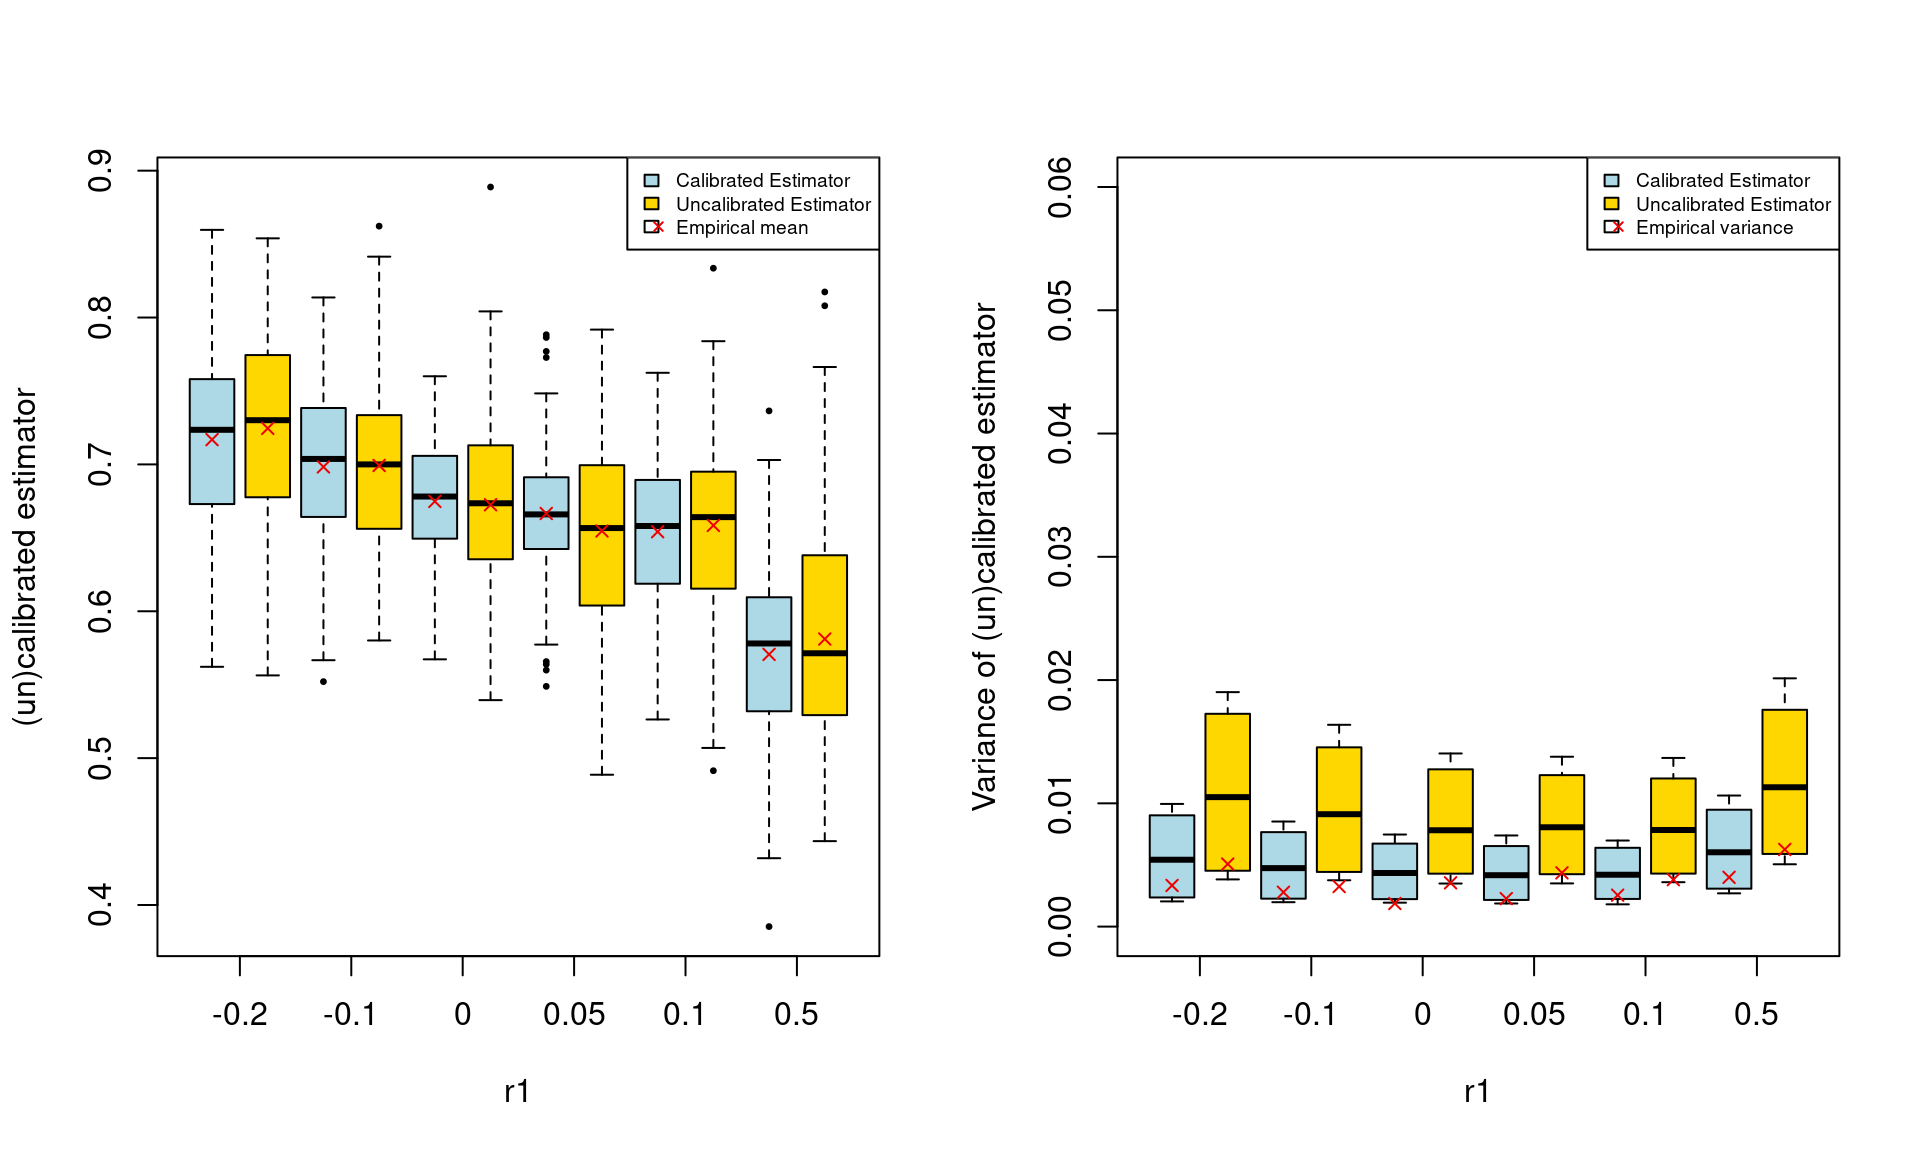 (un)calibrated estimator
0.9
0.8
0.7
0.6
0.5
0.4
Calibrated Estimator
Uncalibrated Estimator
Empirical mean
-0.2 -0.1 0 0.05 0.1 0.5
r1
Variance of (un)calibrated estimator
0.06
0.05
0.04
0.03
0.02
0.01
0.00
Calibrated Estimator
Uncalibrated Estimator
Empirical variance
-0.2 -0.1 0 0.05 0.1 0.5
r1